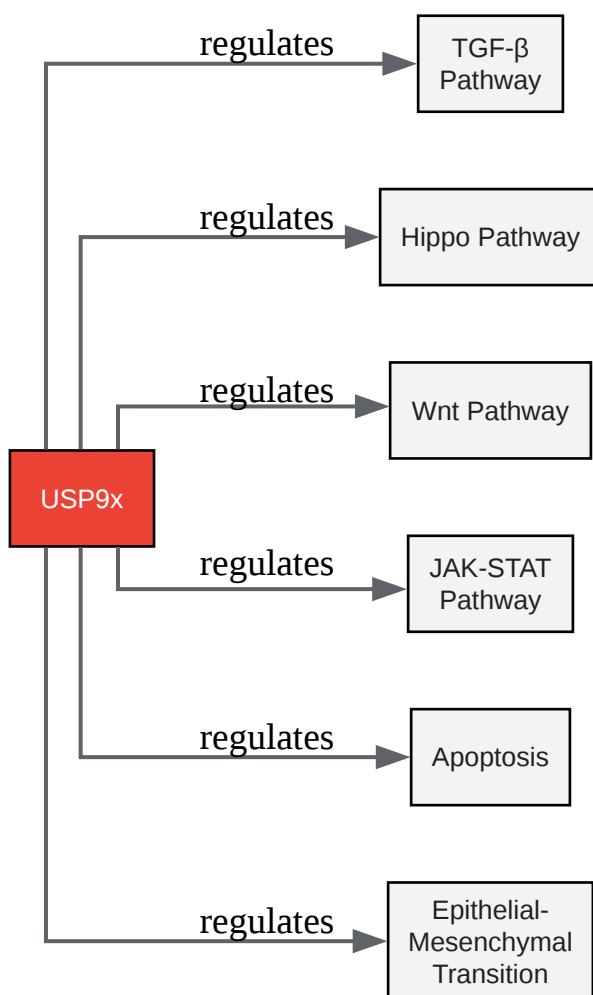 regulates
TGF-β
Pathway
regulates
Hippo Pathway
regulates
Wnt Pathway
USP9x
regulates
JAK-STAT
Pathway
regulates
Apoptosis
regulates
Epithelial-
Mesenchymal
Transition